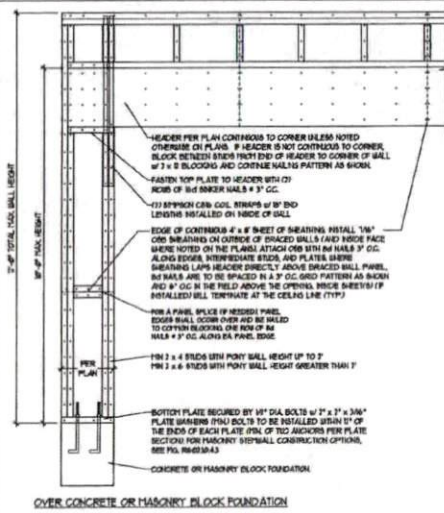 HEADER PER PLAN CONTINUOUS TO CORNER UNLESS NOTED
OTHERWISE ON PLANS. IF HEADER IS NOT CONTINUOUS TO CORNER,
BLOCK BETWEEN STUDS FROM END OF HEADER TO CORNER OF WALL
W/ 2 x BLOCKING AND CONTINUE NAILING PATTERN AS SHOWN.
FASTEN TOP PLATE TO HEADER WITH (2)
ROWS OF 16d SINKER NAILS @ 3" O.C.
SIMPSON COIL STRAPS W/ 18" END
LENGTHS INSTALLED ON INSIDE OF WALL
EDGE OF CONTINUOUS 4' x 8' SHEET OF SHEATHING. INSTALL 7/16"
OSB SHEATHING ON OUTSIDE OF BRACED WALLS (AND INSIDE FACE
WHERE NOTED ON THE PLANS). ATTACH OSB WITH 8d NAILS 3" O.C.
ALONG EDGES, INTERMEDIATE STUDS, AND PLATES. WHERE
SHEATHING LAPS HEADER DIRECTLY ABOVE BRACED WALL PANEL,
8d NAILS ARE TO BE SPACED IN A 3" O.C. GRID PATTERN AS SHOWN
AND 6" O.C. IN THE FIELD ABOVE THE OPENING. INSIDE SHEET(S) (IF
INSTALLED) WILL TERMINATE AT THE CEILING LINE (TYP.)
FOR A PANEL SPLICE (IF NEEDED) PANEL
EDGES SHALL OCCUR OVER AND BE NAILED
TO COMMON BLOCKING. ONE ROW OF 8d
NAILS @ 3" O.C. ALONG EA. PANEL EDGE.
PER
PLAN
MIN 2 x 4 STUDS WITH PONY WALL HEIGHT UP TO 2'
MIN 2 x 6 STUDS WITH PONY WALL HEIGHT GREATER THAN 2'
BOTTOM PLATE SECURED BY 1/2" DIA. BOLTS W/ 2" x 2" x 3/16"
PLATE WASHERS (MIN.) BOLTS TO BE INSTALLED WITHIN 12" OF
THE ENDS OF EACH PLATE (MIN. OF TWO ANCHORS PER PLATE
SECTION) FOR MASONRY STEMWALL CONSTRUCTION OPTIONS,
SEE FIG.
CONCRETE OR MASONRY BLOCK FOUNDATION
12'-0" TOTAL MAX WALL HEIGHT
10'-0" MAX HEIGHT
OVER CONCRETE OR MASONRY BLOCK FOUNDATION